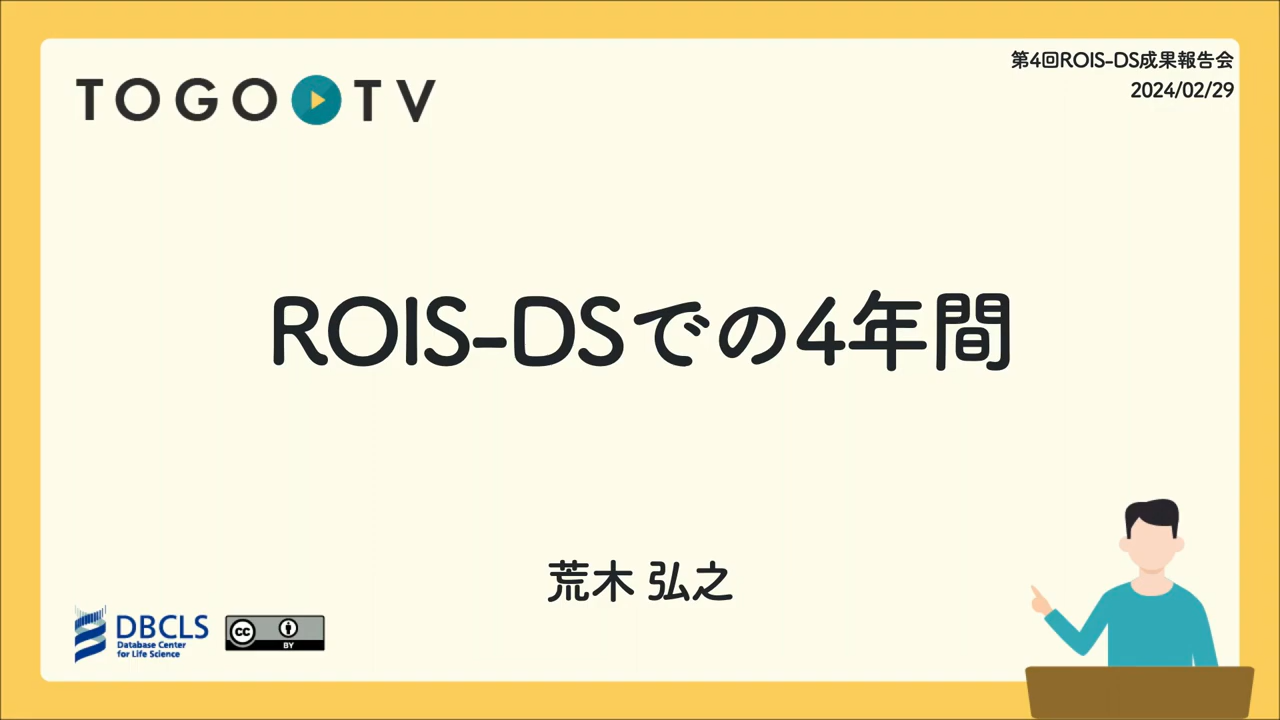 TOGO TV
第4回ROIS-DS成果報告会
2024/02/29
ROIS-DSでの4年間
荒木 弘之
DBCLS
Database Center
for Life Science
cc
BY